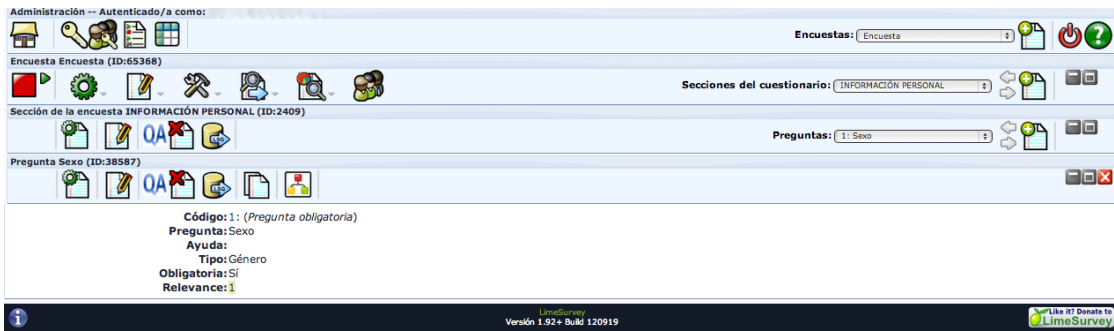 Administración -- Autenticado/a como:
Encuestas: Encuesta
Encuesta Encuesta (ID:65368)
Secciones del cuestionario: INFORMACIÓN PERSONAL
Sección de la encuesta INFORMACIÓN PERSONAL (ID:2409)
QA
LSG
Preguntas: 1: Sexo
Pregunta Sexo (ID:38587)
QA
LSG
Código: 1: (Pregunta obligatoria)
Pregunta: Sexo
Ayuda:
Tipo: Género
Obligatoria: Sí
Relevance: 1
LimeSurvey
Versión 1.92+ Build 120919
Like it? Donate to
LimeSurvey